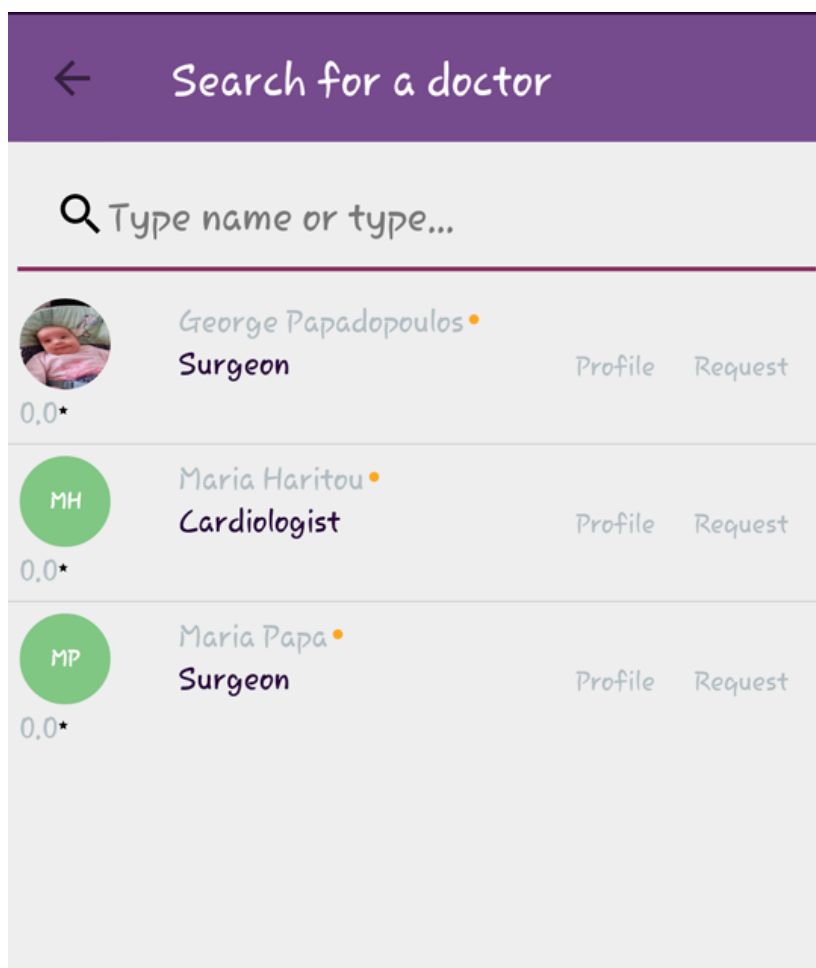 Search for a doctor
Type name or type...
George Papadopoulos
Surgeon Profile Request
0.0★
MH
Maria Haritou
Cardiologist Profile Request
0.0★
MP
Maria Papa
Surgeon Profile Request
0.0★